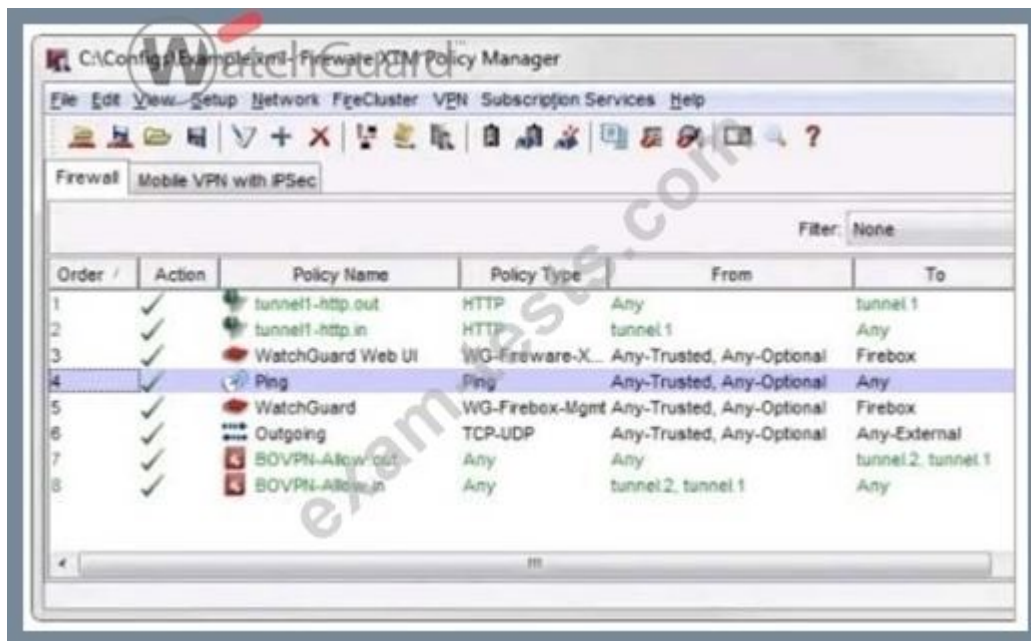 WatchGuard
C:\Configs\Example.xml - Fireware XTM Policy Manager
File Edit View Setup Network FireCluster VPN Subscription Services Help
Firewall Mobile VPN with IPSec
Filter: None
Order / Action Policy Name Policy Type From To
1 tunnel1-http.out HTTP Any tunnel.1
2 tunnel1-http.in HTTP tunnel.1 Any
3 WatchGuard Web UI WG-Fireware-X... Any-Trusted, Any-Optional Firebox
4 Ping Ping Any-Trusted, Any-Optional Any
5 WatchGuard WG-Firebox-Mgmt Any-Trusted, Any-Optional Firebox
6 Outgoing TCP-UDP Any-Trusted, Any-Optional Any-External
7 BOVPN-Allow.out Any Any tunnel.2, tunnel.1
8 BOVPN-Allow.in Any tunnel.2, tunnel.1 Any
exam-tests.com